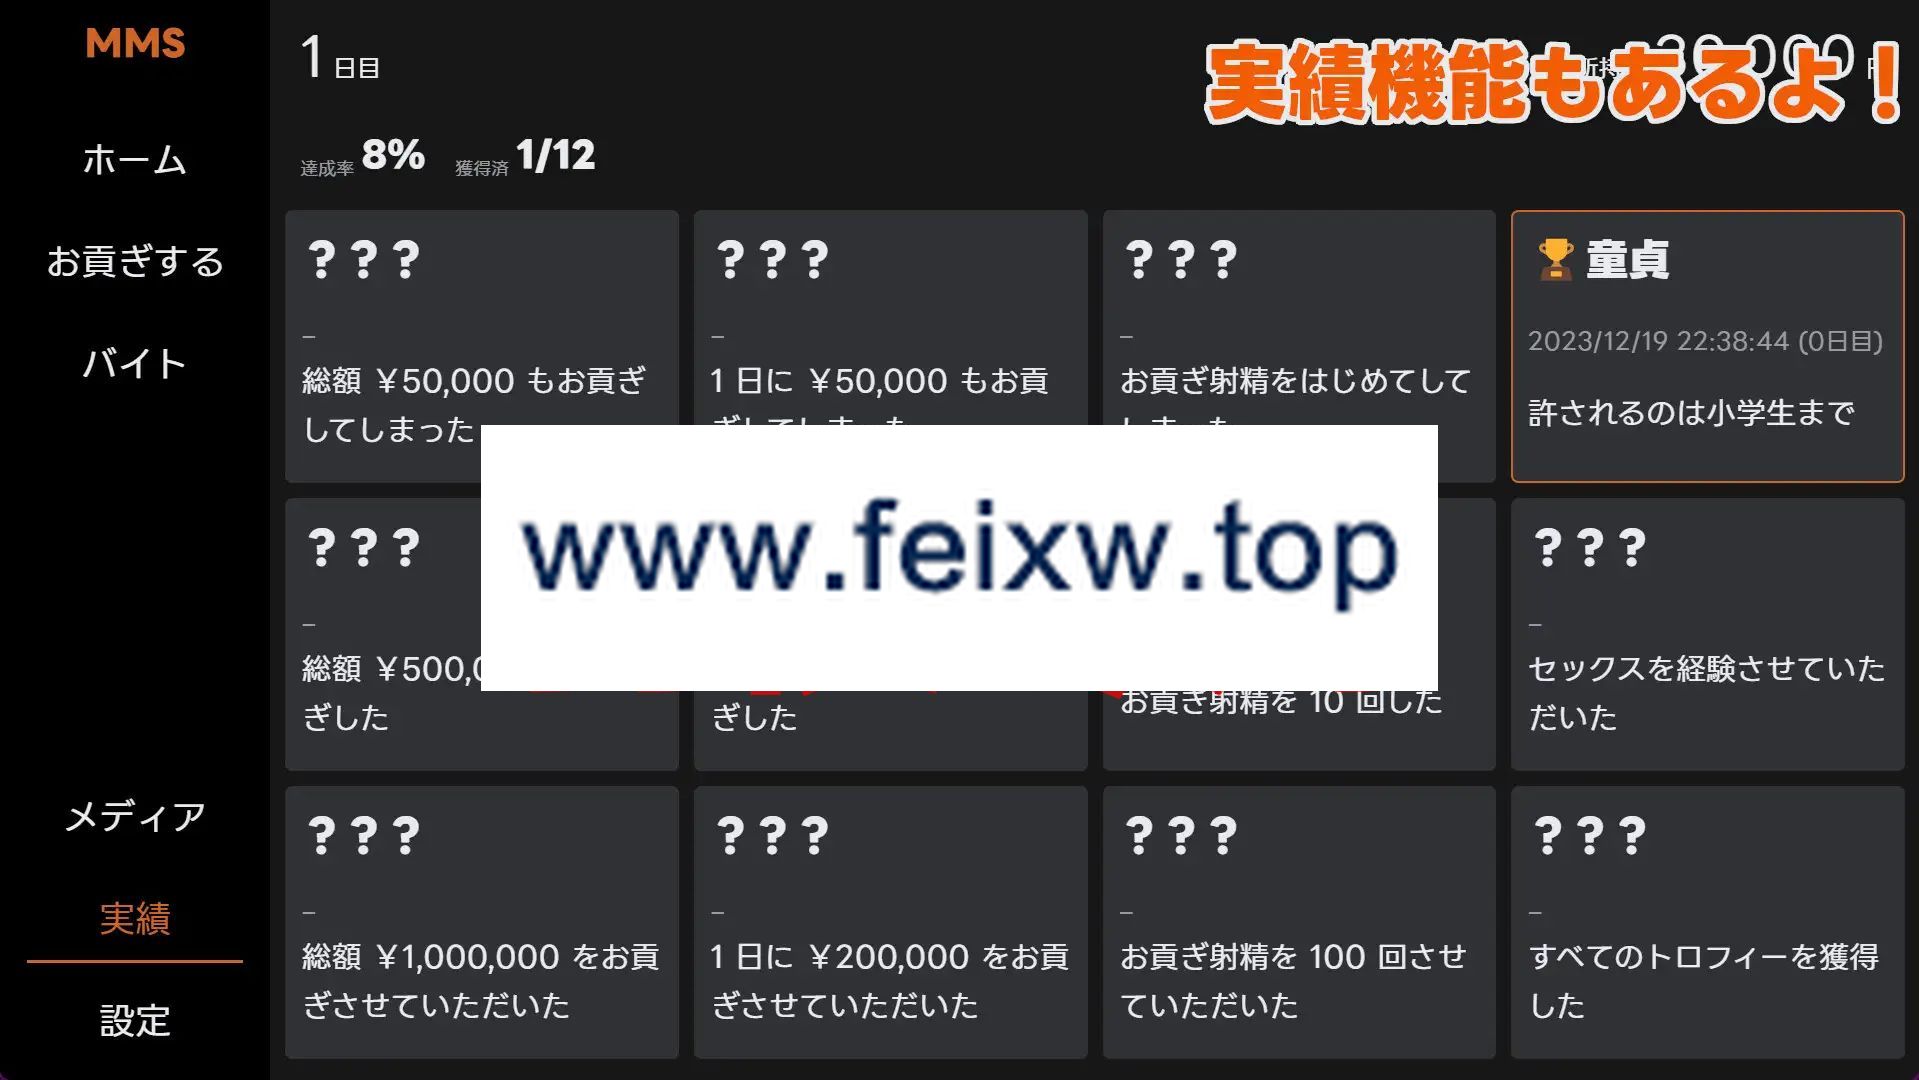 MMS
ホーム
お貢ぎする
バイト
メディア
実績
設定
1 日目
実績機能もあるよ！
達成率 8% 獲得済 1/12
？？？
–
総額 ￥50,000 もお貢ぎ
してしまった
？？？
–
1 日に ￥50,000 もお貢
？？？
–
お貢ぎ射精をはじめてして
🏆 童貞
2023/12/19 22:38:44 (0日目)
許されるのは小学生まで
www.feixw.top
？？？
–
総額
ぎした
ぎした
お貢ぎ射精を 10 回した
？？？
–
セックスを経験させていた
だいた
？？？
–
総額 ￥1,000,000 をお貢
ぎさせていただいた
？？？
–
1 日に ￥200,000 をお貢
ぎさせていただいた
？？？
–
お貢ぎ射精を 100 回させ
ていただいた
？？？
–
すべてのトロフィーを獲得
した